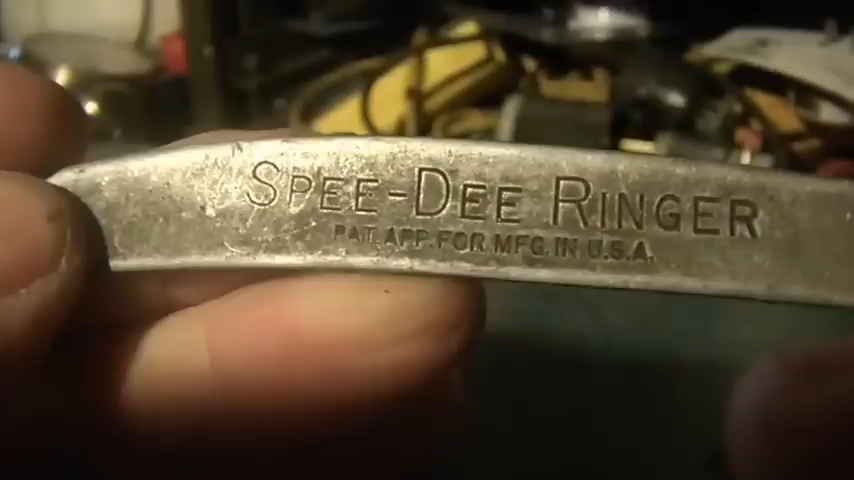 SPEE-DEE RINGER
PAT. APP. FOR MFG. IN U.S.A.